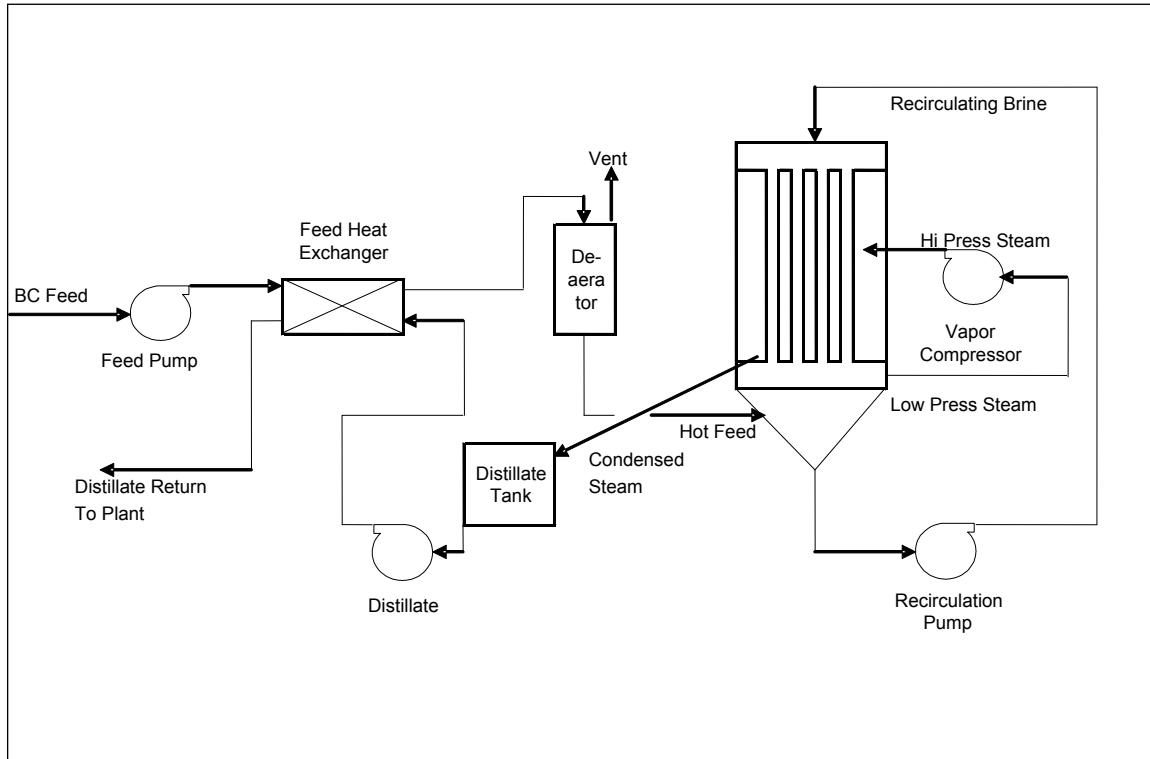 Recirculating Brine
Vent
Feed Heat
Exchanger
De-
aera
tor
Hi Press Steam
BC Feed
Feed Pump
Vapor
Compressor
Low Press Steam
Hot Feed
Condensed
Steam
Distillate
Tank
Distillate Return
To Plant
Distillate
Recirculation
Pump